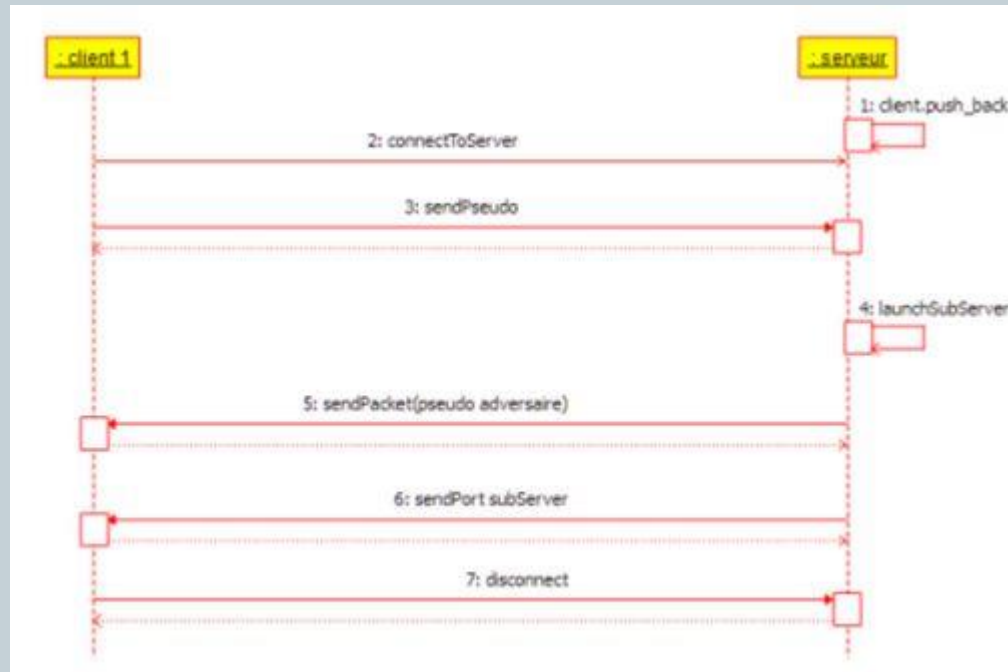 : client 1
: serveur
1: client.push_back
2: connectToServer
3: sendPseudo
4: launchSubServer
5: sendPacket(pseudo adversaire)
6: sendPort subServer
7: disconnect